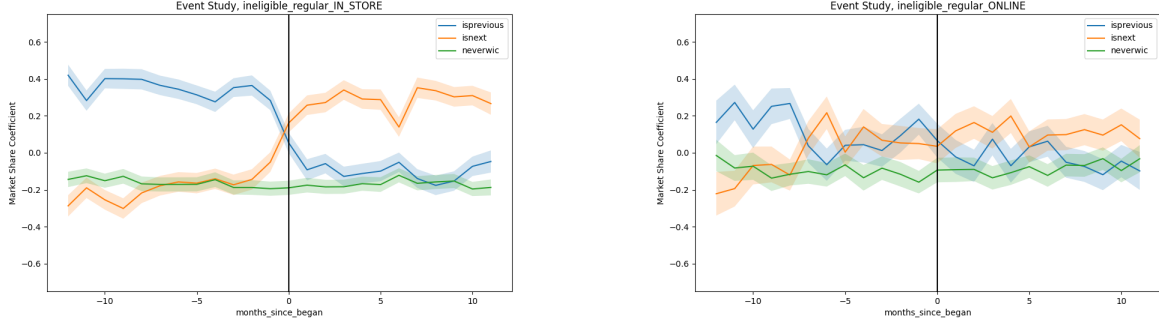 Event Study, ineligible_regular_IN_STORE
isprevious
isnext
neverwic
Market Share Coefficient
0.6
0.4
0.2
0.0
−0.2
−0.4
−0.6
−10
−5
0
5
10
months_since_began
Event Study, ineligible_regular_ONLINE
isprevious
isnext
neverwic
Market Share Coefficient
0.6
0.4
0.2
0.0
−0.2
−0.4
−0.6
−10
−5
0
5
10
months_since_began